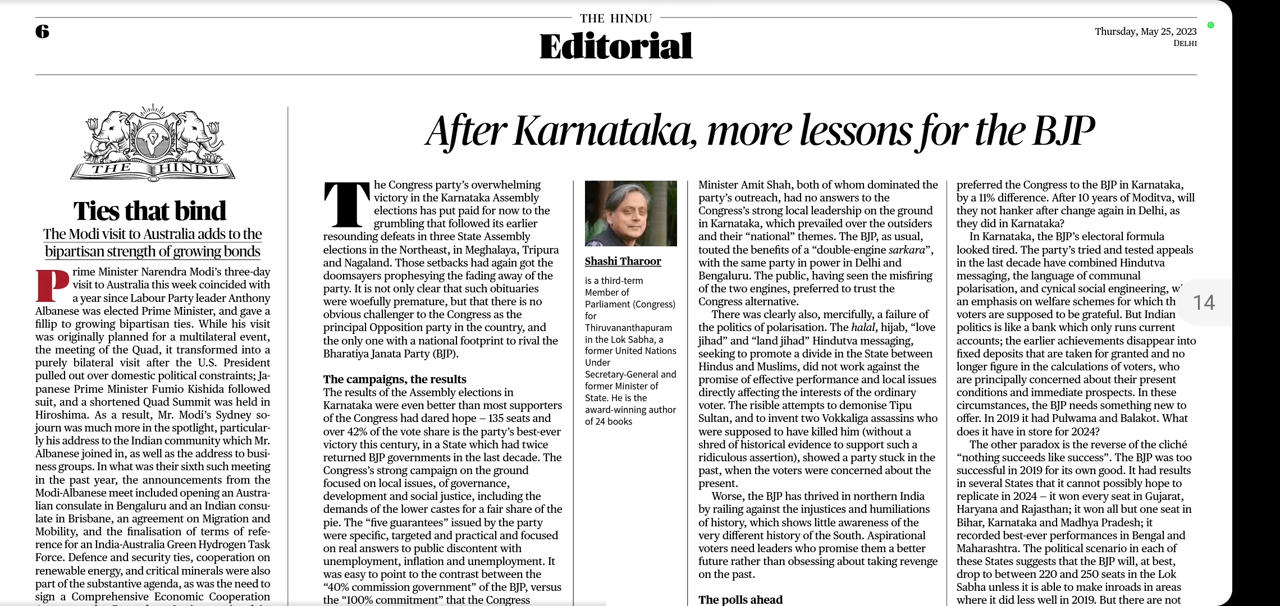 6
THE HINDU
Editorial
Thursday, May 25, 2023
DELHI
THE HINDU
Ties that bind
The Modi visit to Australia adds to the
bipartisan strength of growing bonds
Prime Minister Narendra Modi's three-day
visit to Australia this week coincided with
a year since Labour Party leader Anthony
Albanese was elected Prime Minister, and gave a
fillip to growing bipartisan ties. While his visit
was originally planned for a multilateral event,
the meeting of the Quad, it transformed into a
purely bilateral visit after the U.S. President
pulled out over domestic political constraints; Ja-
panese Prime Minister Fumio Kishida followed
suit, and a shortened Quad Summit was held in
Hiroshima. As a result, Mr. Modi's Sydney so-
journ was much more in the spotlight, particular-
ly his address to the Indian community which Mr.
Albanese joined in, as well as the address to busi-
ness groups. In what was their sixth such meeting
in the past year, the announcements from the
Modi-Albanese meet included opening an Austra-
lian consulate in Bengaluru and an Indian consu-
late in Brisbane, an agreement on Migration and
Mobility, and the finalisation of terms of refe-
rence for an India-Australia Green Hydrogen Task
Force. Defence and security ties, cooperation on
renewable energy, and critical minerals were also
part of the substantive agenda, as was the need to
sign a Comprehensive Economic Cooperation
After Karnataka, more lessons for the BJP
The Congress party's overwhelming
victory in the Karnataka Assembly
elections has put paid for now to the
grumbling that followed its earlier
resounding defeats in three State Assembly
elections in the Northeast, in Meghalaya, Tripura
and Nagaland. Those setbacks had again got the
doomsayers prophesying the fading away of the
party. It is not only clear that such obituaries
were woefully premature, but that there is no
obvious challenger to the Congress as the
principal Opposition party in the country, and
the only one with a national footprint to rival the
Bharatiya Janata Party (BJP).
The campaigns, the results
The results of the Assembly elections in
Karnataka were even better than most supporters
of the Congress had dared hope — 135 seats and
over 42% of the vote share is the party's best-ever
victory this century, in a State which had twice
returned BJP governments in the last decade. The
Congress's strong campaign on the ground
focused on local issues, of governance,
development and social justice, including the
demands of the lower castes for a fair share of the
pie. The "five guarantees" issued by the party
were specific, targeted and practical and focused
on real answers to public discontent with
unemployment, inflation and unemployment. It
was easy to point to the contrast between the
"40% commission government" of the BJP, versus
the "100% commitment" that the Congress
Shashi Tharoor
is a third-term
Member of
Parliament (Congress)
for
Thiruvananthapuram
in the Lok Sabha, a
former United Nations
Under
Secretary-General and
former Minister of
State. He is the
award-winning author
of 24 books
Minister Amit Shah, both of whom dominated the
party's outreach, had no answers to the
Congress's strong local leadership on the ground
in Karnataka, which prevailed over the outsiders
and their "national" themes. The BJP, as usual,
touted the benefits of a "double-engine sarkara",
with the same party in power in Delhi and
Bengaluru. The public, having seen the misfiring
of the two engines, preferred to trust the
Congress alternative.
There was clearly also, mercifully, a failure of
the politics of polarisation. The halal, hijab, "love
jihad" and "land jihad" Hindutva messaging,
seeking to promote a divide in the State between
Hindus and Muslims, did not work against the
promise of effective performance and local issues
directly affecting the interests of the ordinary
voter. The risible attempts to demonise Tipu
Sultan, and to invent two Vokkaliga assassins who
were supposed to have killed him (without a
shred of historical evidence to support such a
ridiculous assertion), showed a party stuck in the
past, when the voters were concerned about the
present.
Worse, the BJP has thrived in northern India
by railing against the injustices and humiliations
of history, which shows little awareness of the
very different history of the South. Aspirational
voters need leaders who promise them a better
future rather than obsessing about taking revenge
on the past.
The polls ahead
preferred the Congress to the BJP in Karnataka,
by a 11% difference. After 10 years of Moditva, will
they not hanker after change again in Delhi, as
they did in Karnataka?
In Karnataka, the BJP's electoral formula
looked tired. The party's tried and tested appeals
in the last decade have combined Hindutva
messaging, the language of communal
polarisation, and cynical social engineering,
an emphasis on welfare schemes for which
voters are supposed to be grateful. But Indian
politics is like a bank which only runs current
accounts; the earlier achievements disappear into
fixed deposits that are taken for granted and no
longer figure in the calculations of voters, who
are principally concerned about their present
conditions and immediate prospects. In these
circumstances, the BJP needs something new to
offer. In 2019 it had Pulwama and Balakot. What
does it have in store for 2024?
The other paradox is the reverse of the cliché
"nothing succeeds like success". The BJP was too
successful in 2019 for its own good. It had results
in several States that it cannot possibly hope to
replicate in 2024 — it won every seat in Gujarat,
Haryana and Rajasthan; it won all but one seat in
Bihar, Karnataka and Madhya Pradesh; it
recorded best-ever performances in Bengal and
Maharashtra. The political scenario in each of
these States suggests that the BJP will, at best,
drop to between 220 and 250 seats in the Lok
Sabha unless it is able to make inroads in areas
where it did less well in 2019. But there are not
14